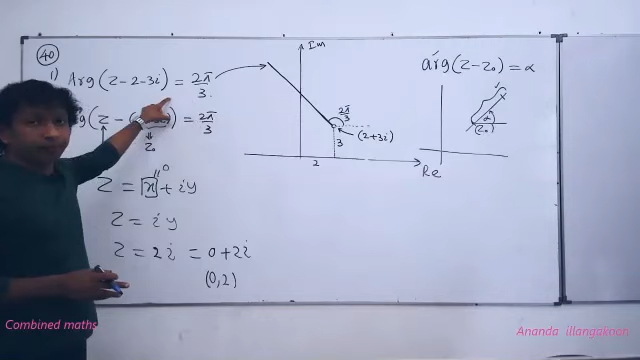 40
1) Arg(Z-2-3i) = 2π/3
g(Z-( ) = 2π/3
Z₀
Z = x + iy
0
Z = iy
Z = 2i = 0+2i
(0,2)
Im
2π/3
(2+3i)
3
2
Re
arg(Z-Z₀) = α
α
(Z₀)
Combined maths
Ananda illangakoon